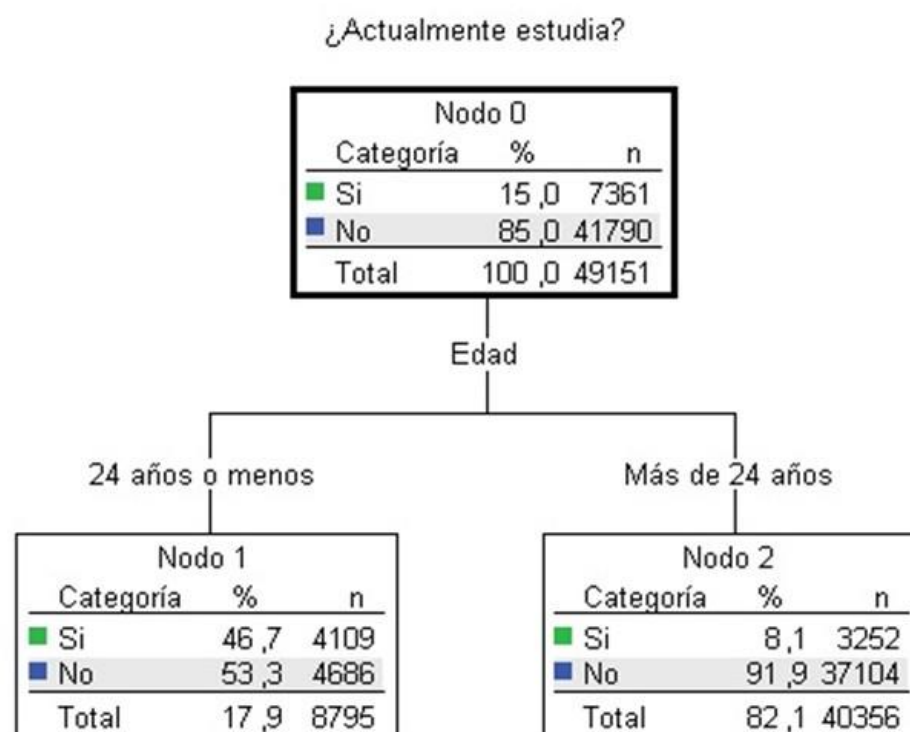 ¿Actualmente estudia?
Nodo 0
Categoría % n
Si 15 ,0 7361
No 85 ,0 41790
Total 100 ,0 49151
Edad
24 años o menos
Más de 24 años
Nodo 1
Categoría % n
Si 46 ,7 4109
No 53 ,3 4686
Total 17 ,9 8795
Nodo 2
Categoría % n
Si 8 ,1 3252
No 91 ,9 37104
Total 82 ,1 40356